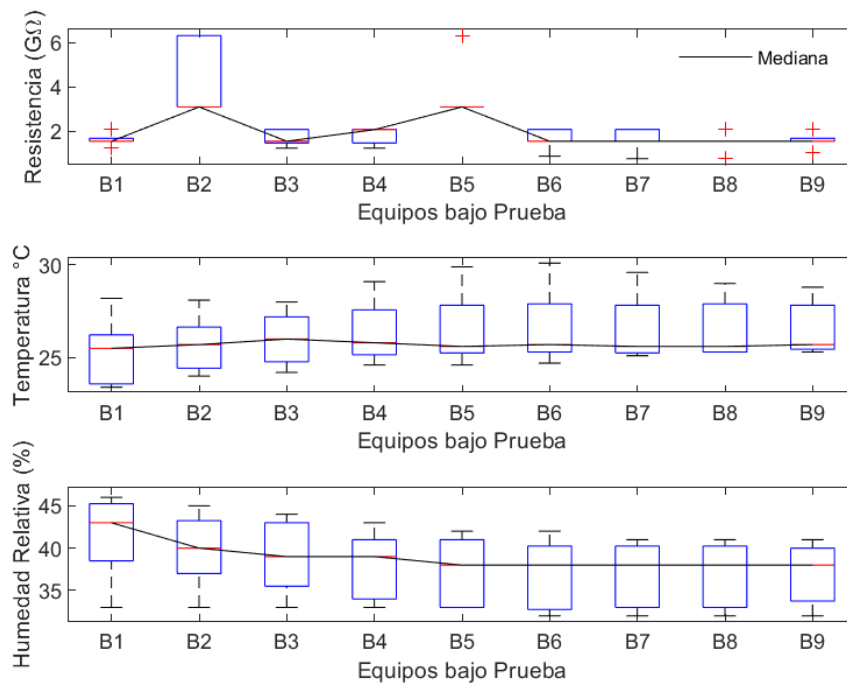 Resistencia (GΩ)
6
4
2
Mediana
B1 B2 B3 B4 B5 B6 B7 B8 B9
Equipos bajo Prueba
Temperatura °C
30
25
B1 B2 B3 B4 B5 B6 B7 B8 B9
Equipos bajo Prueba
Humedad Relativa (%)
45
40
35
B1 B2 B3 B4 B5 B6 B7 B8 B9
Equipos bajo Prueba